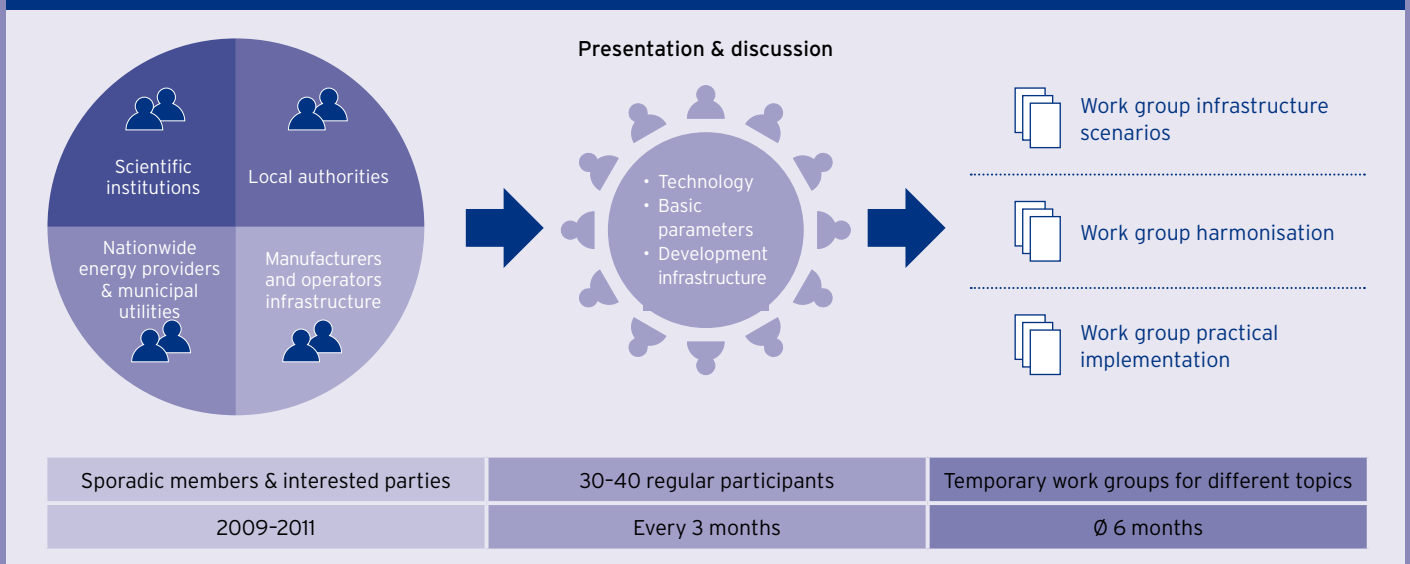 Presentation & discussion
Scientific
institutions
Local authorities
Nationwide
energy providers
& municipal
utilities
Manufacturers
and operators
infrastructure
• Technology
• Basic
parameters
• Development
infrastructure
Work group infrastructure
scenarios
Work group harmonisation
Work group practical
implementation
Sporadic members & interested parties
30–40 regular participants
Temporary work groups for different topics
2009–2011
Every 3 months
Ø 6 months